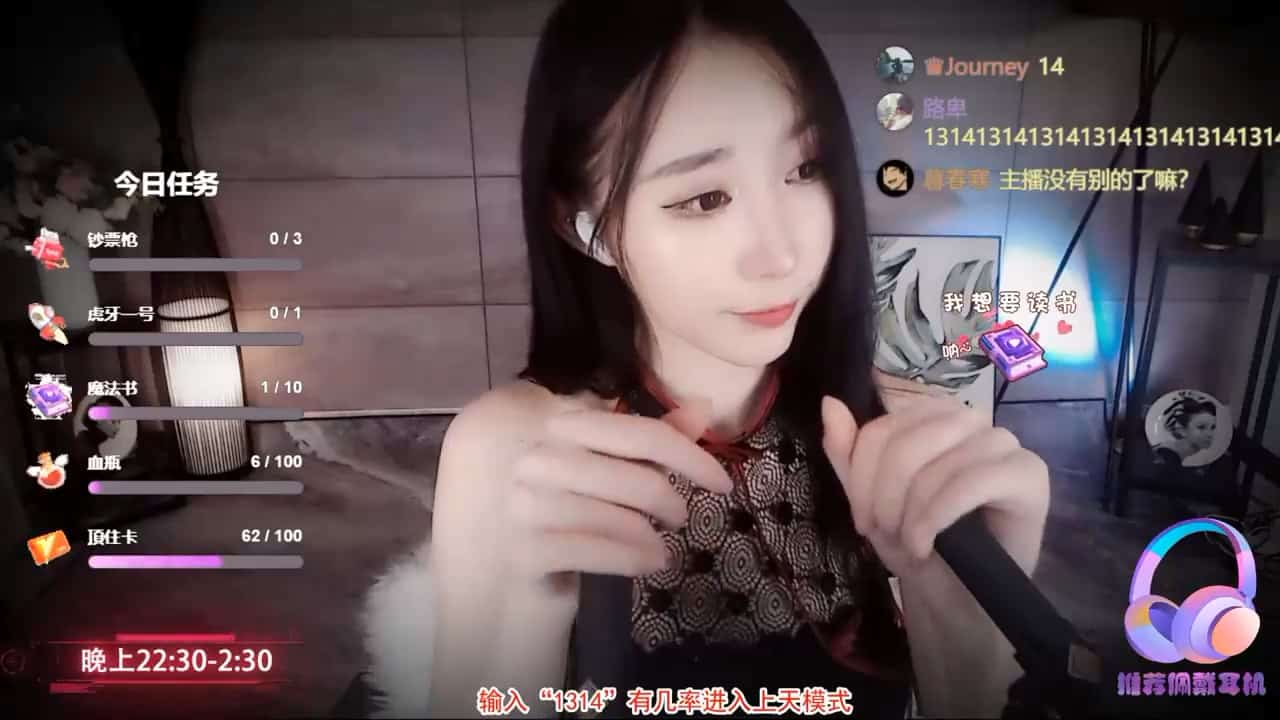 今日任务
钞票枪 0 / 3
虎牙一号 0 / 1
魔法书 1 / 10
血瓶 6 / 100
頂住卡 62 / 100
晚上22:30-2:30
Journey 14
路卑
131413141314131413141314131
暮春寒 主播没有别的了嘛?
我想要读书
呐~
推荐佩戴耳机
输入“1314”有几率进入上天模式